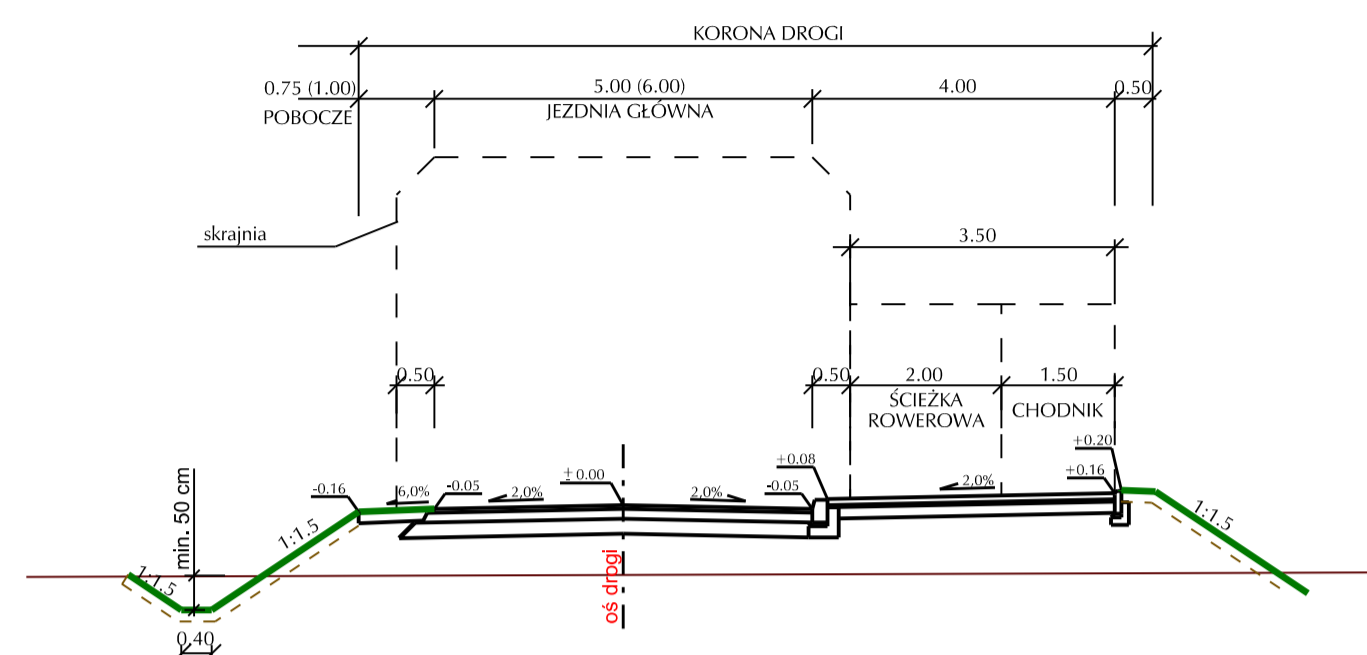 KORONA DROGI
0.75 (1.00)
5.00 (6.00)
4.00
0.50
POBOCZE
JEZDNIA GŁÓWNA
skrajnia
3.50
0.50
0.50
2.00
1.50
ŚCIEŻKA
ROWEROWA
CHODNIK
+0.20
+0.08
+0.16
±0.00
-0.16
6,0%
-0.05
2,0%
2,0%
-0.05
2,0%
min. 50 cm
1:1.5
1:1.5
1:1.5
oś drogi
0.40